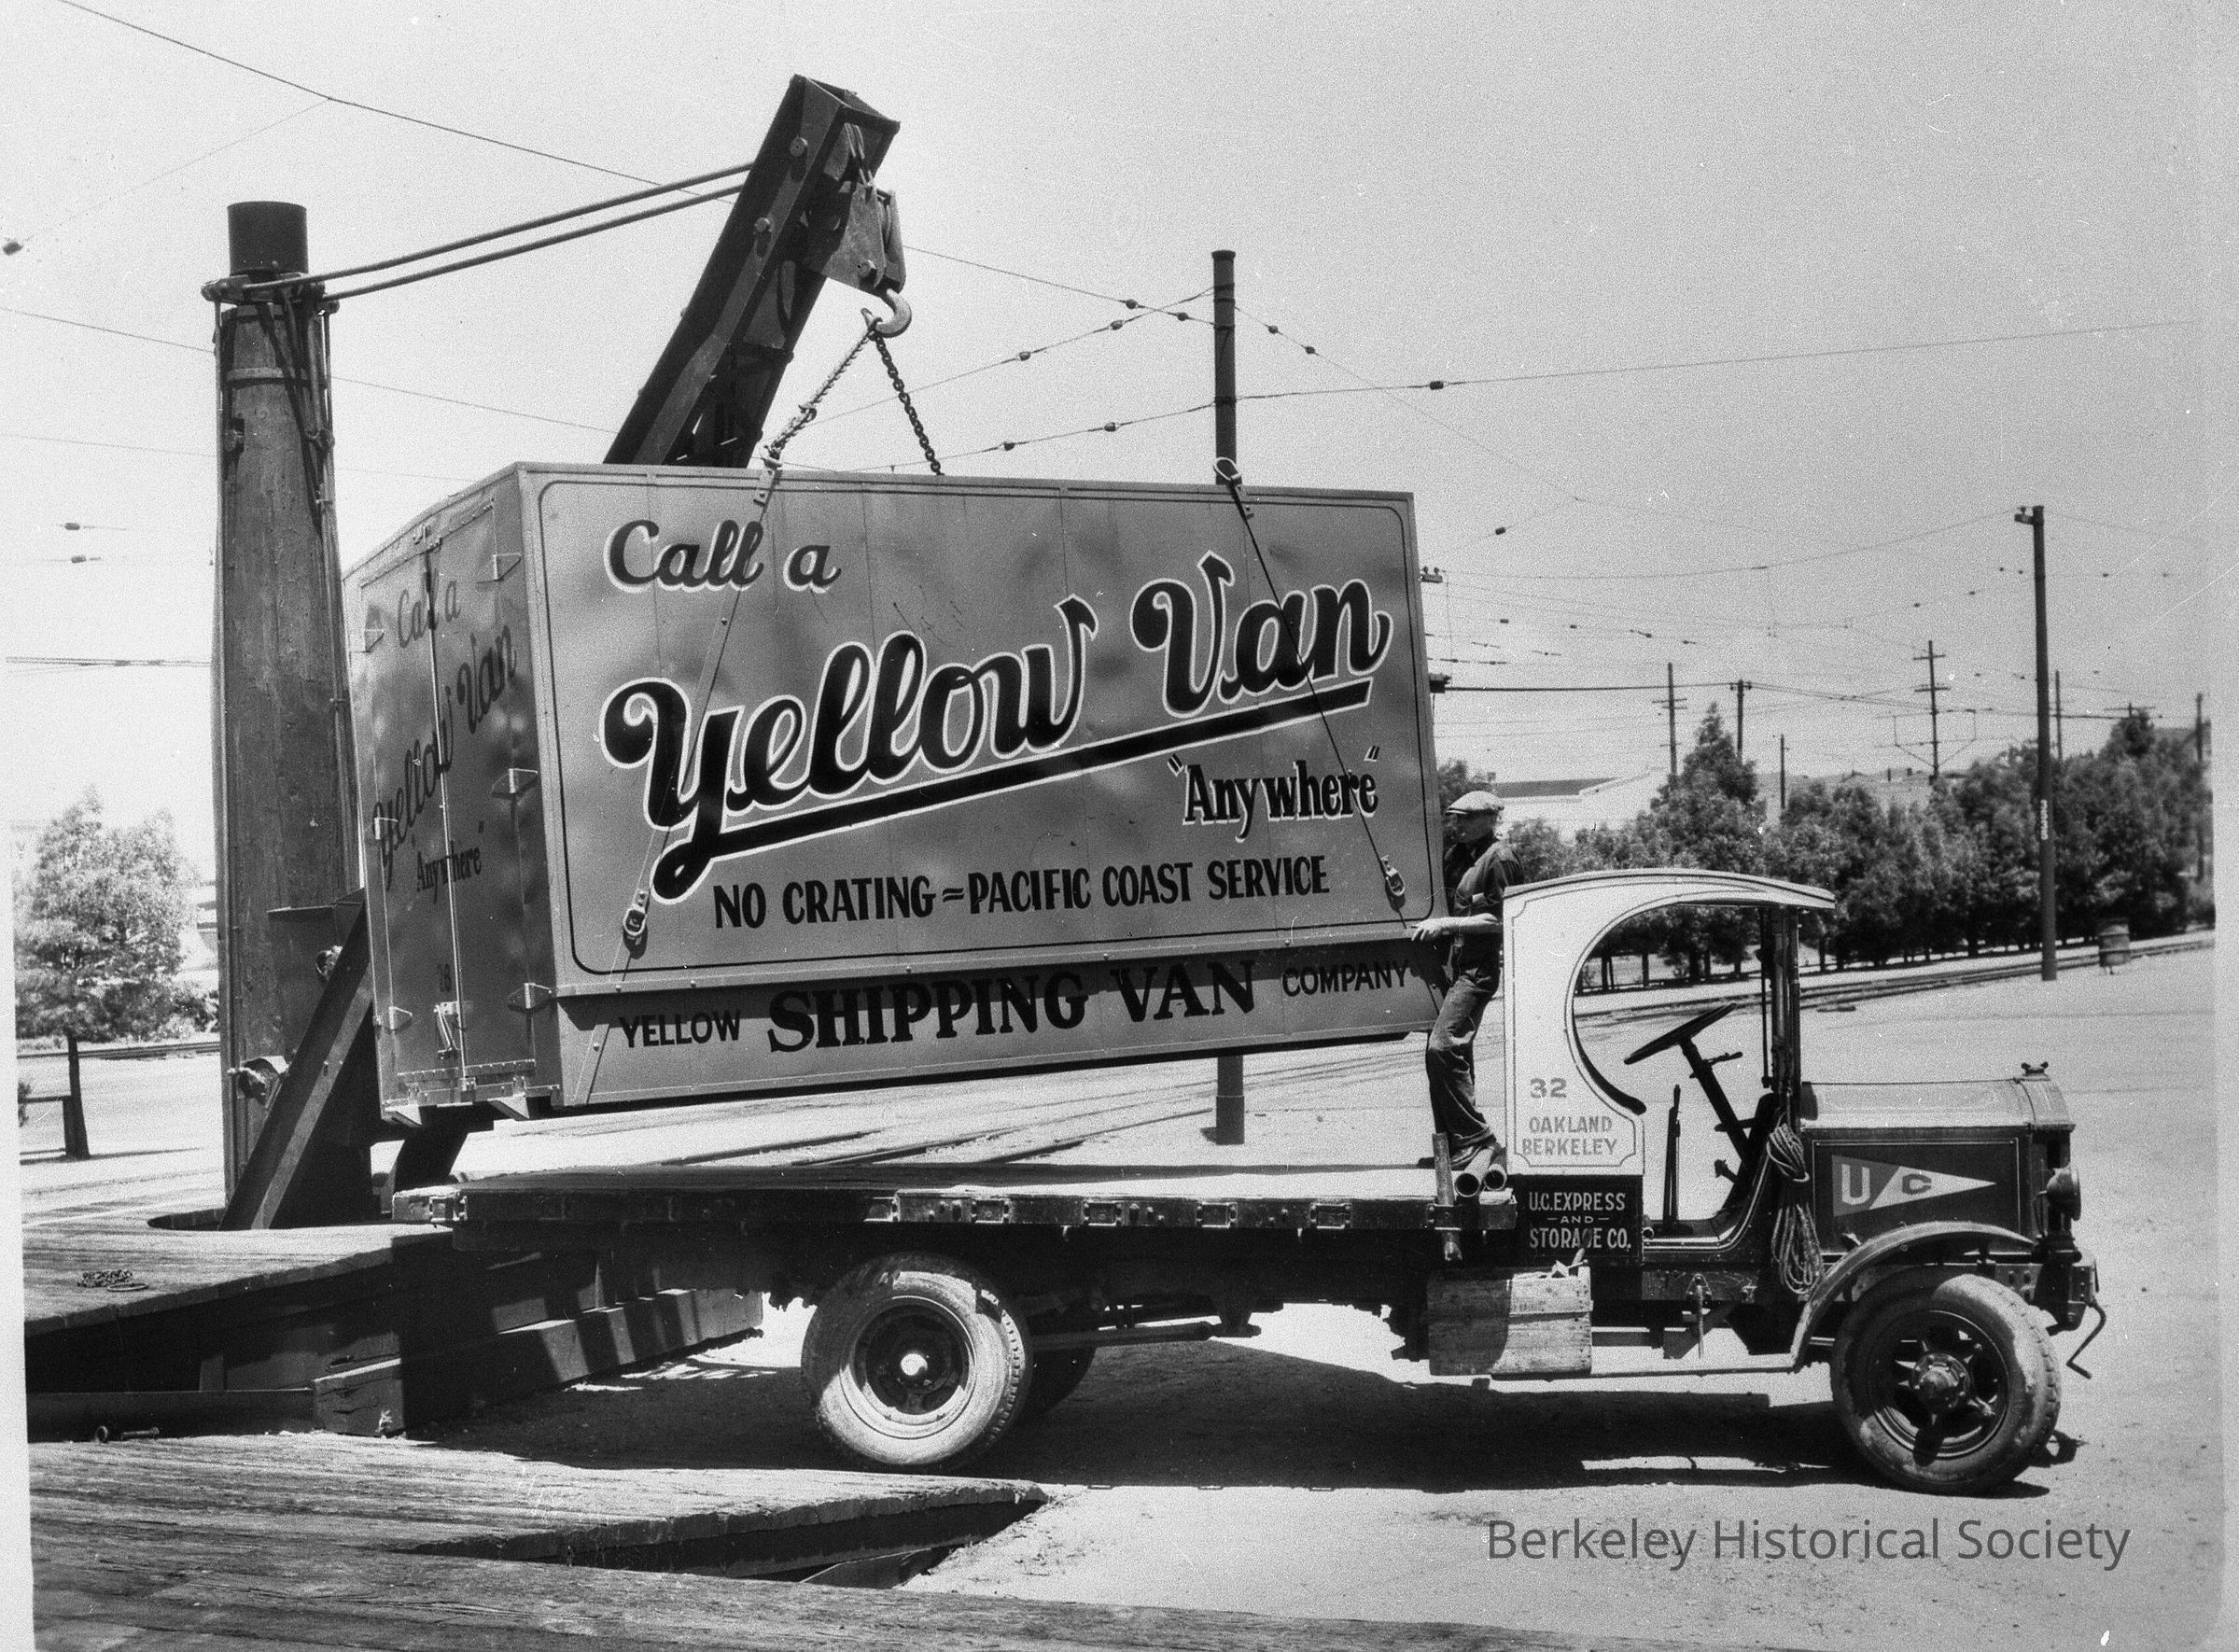 Call a
Yellow Van
"Anywhere"
NO CRATING = PACIFIC COAST SERVICE
YELLOW SHIPPING VAN COMPANY
Call a
Yellow Van
"Anywhere"
32
OAKLAND
BERKELEY
U.C. EXPRESS
- AND -
STORAGE CO.
U C
Berkeley Historical Society